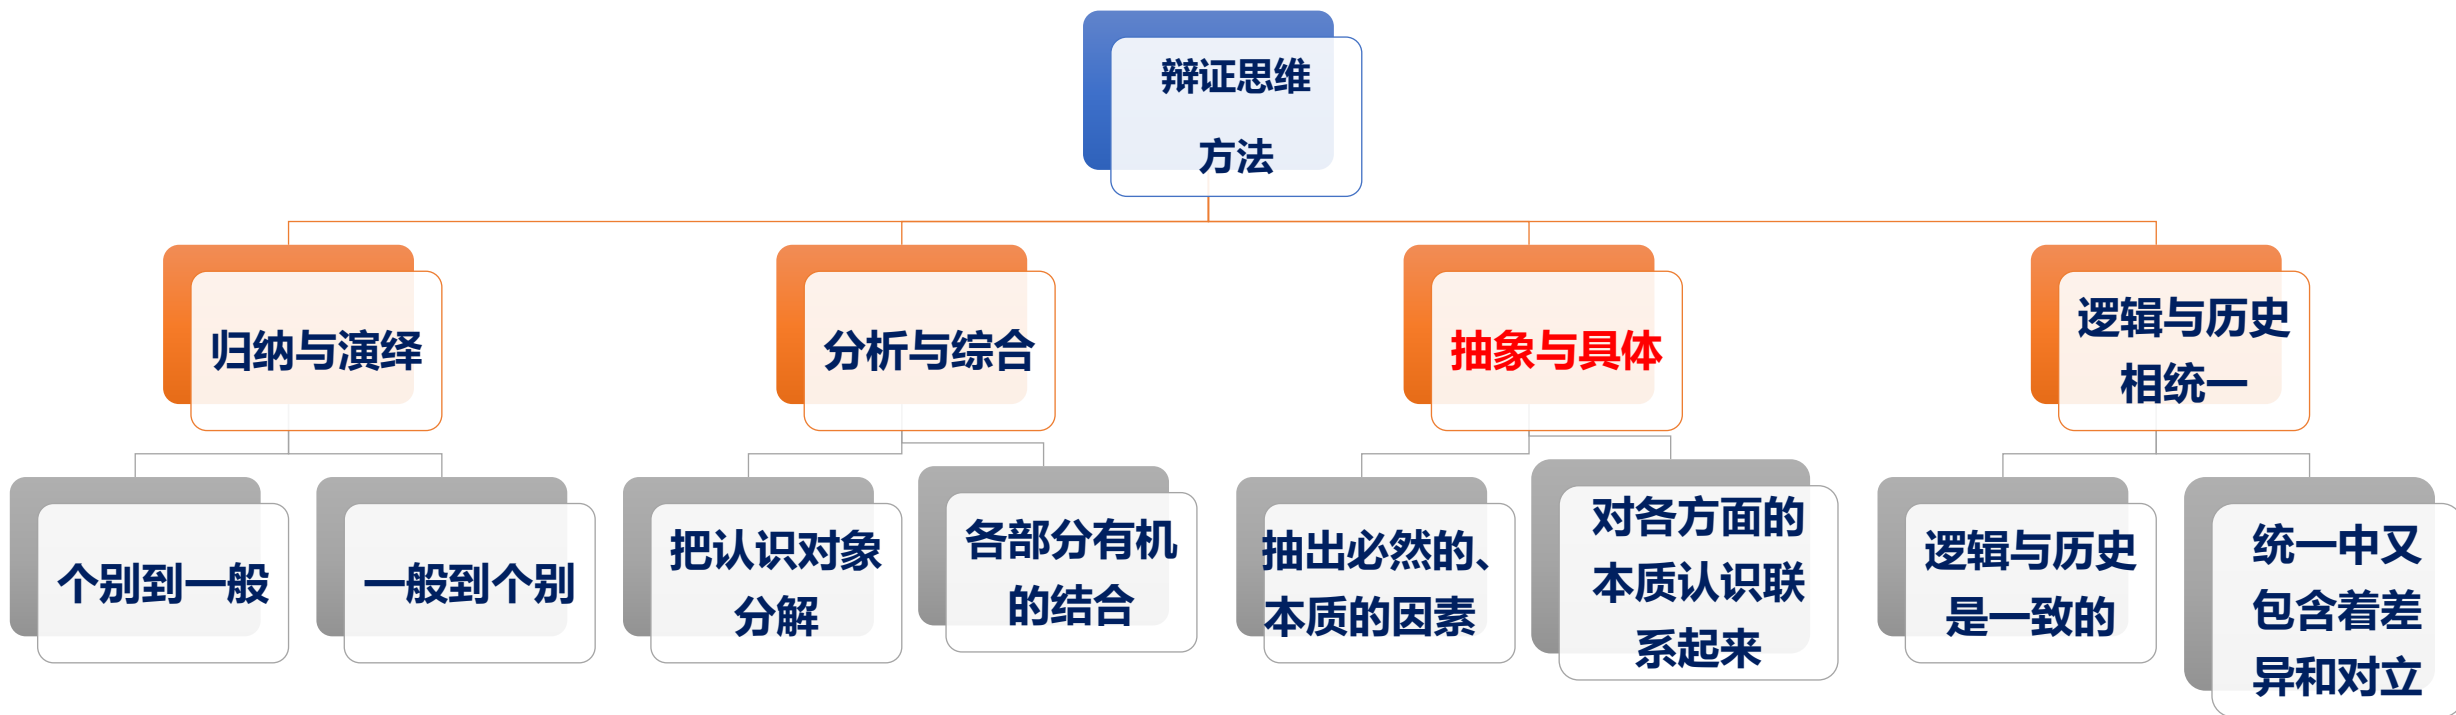 辩证思维
方法
归纳与演绎
分析与综合
抽象与具体
逻辑与历史
相统一
个别到一般
一般到个别
把认识对象
分解
各部分有机
的结合
抽出必然的、
本质的因素
对各方面的
本质认识联
系起来
逻辑与历史
是一致的
统一中又
包含着差
异和对立